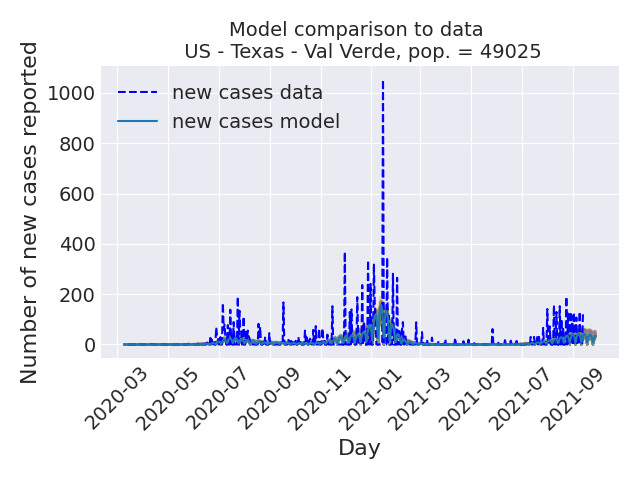 Model comparison to data
US - Texas - Val Verde, pop. = 49025
Number of new cases reported
1000
800
600
400
200
0
new cases data
new cases model
2020-03
2020-05
2020-07
2020-09
2020-11
2021-01
2021-03
2021-05
2021-07
2021-09
Day